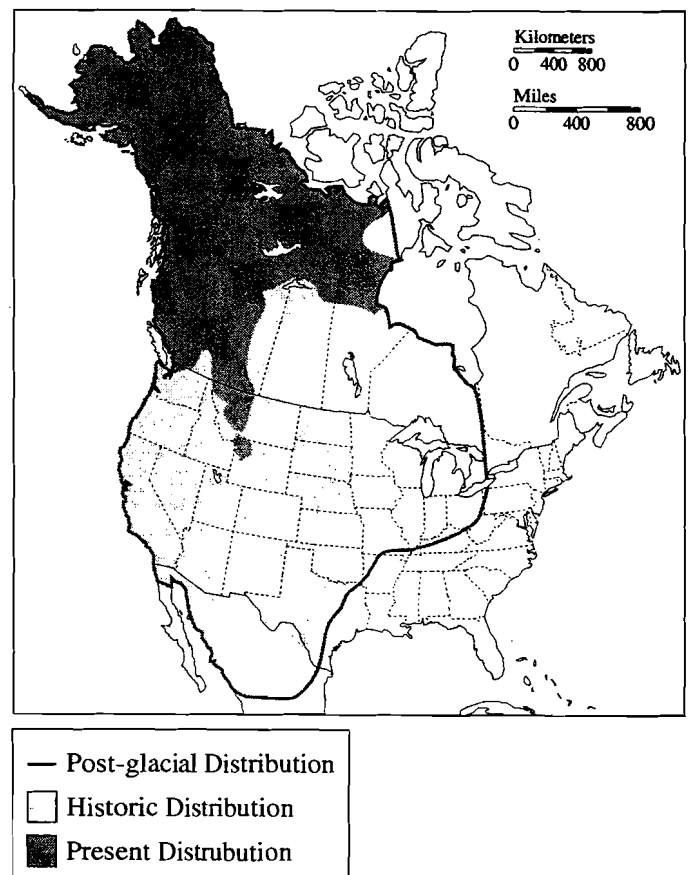 Kilometers
0 400 800
Miles
0 400 800
Post-glacial Distribution
Historic Distribution
Present Distrubution